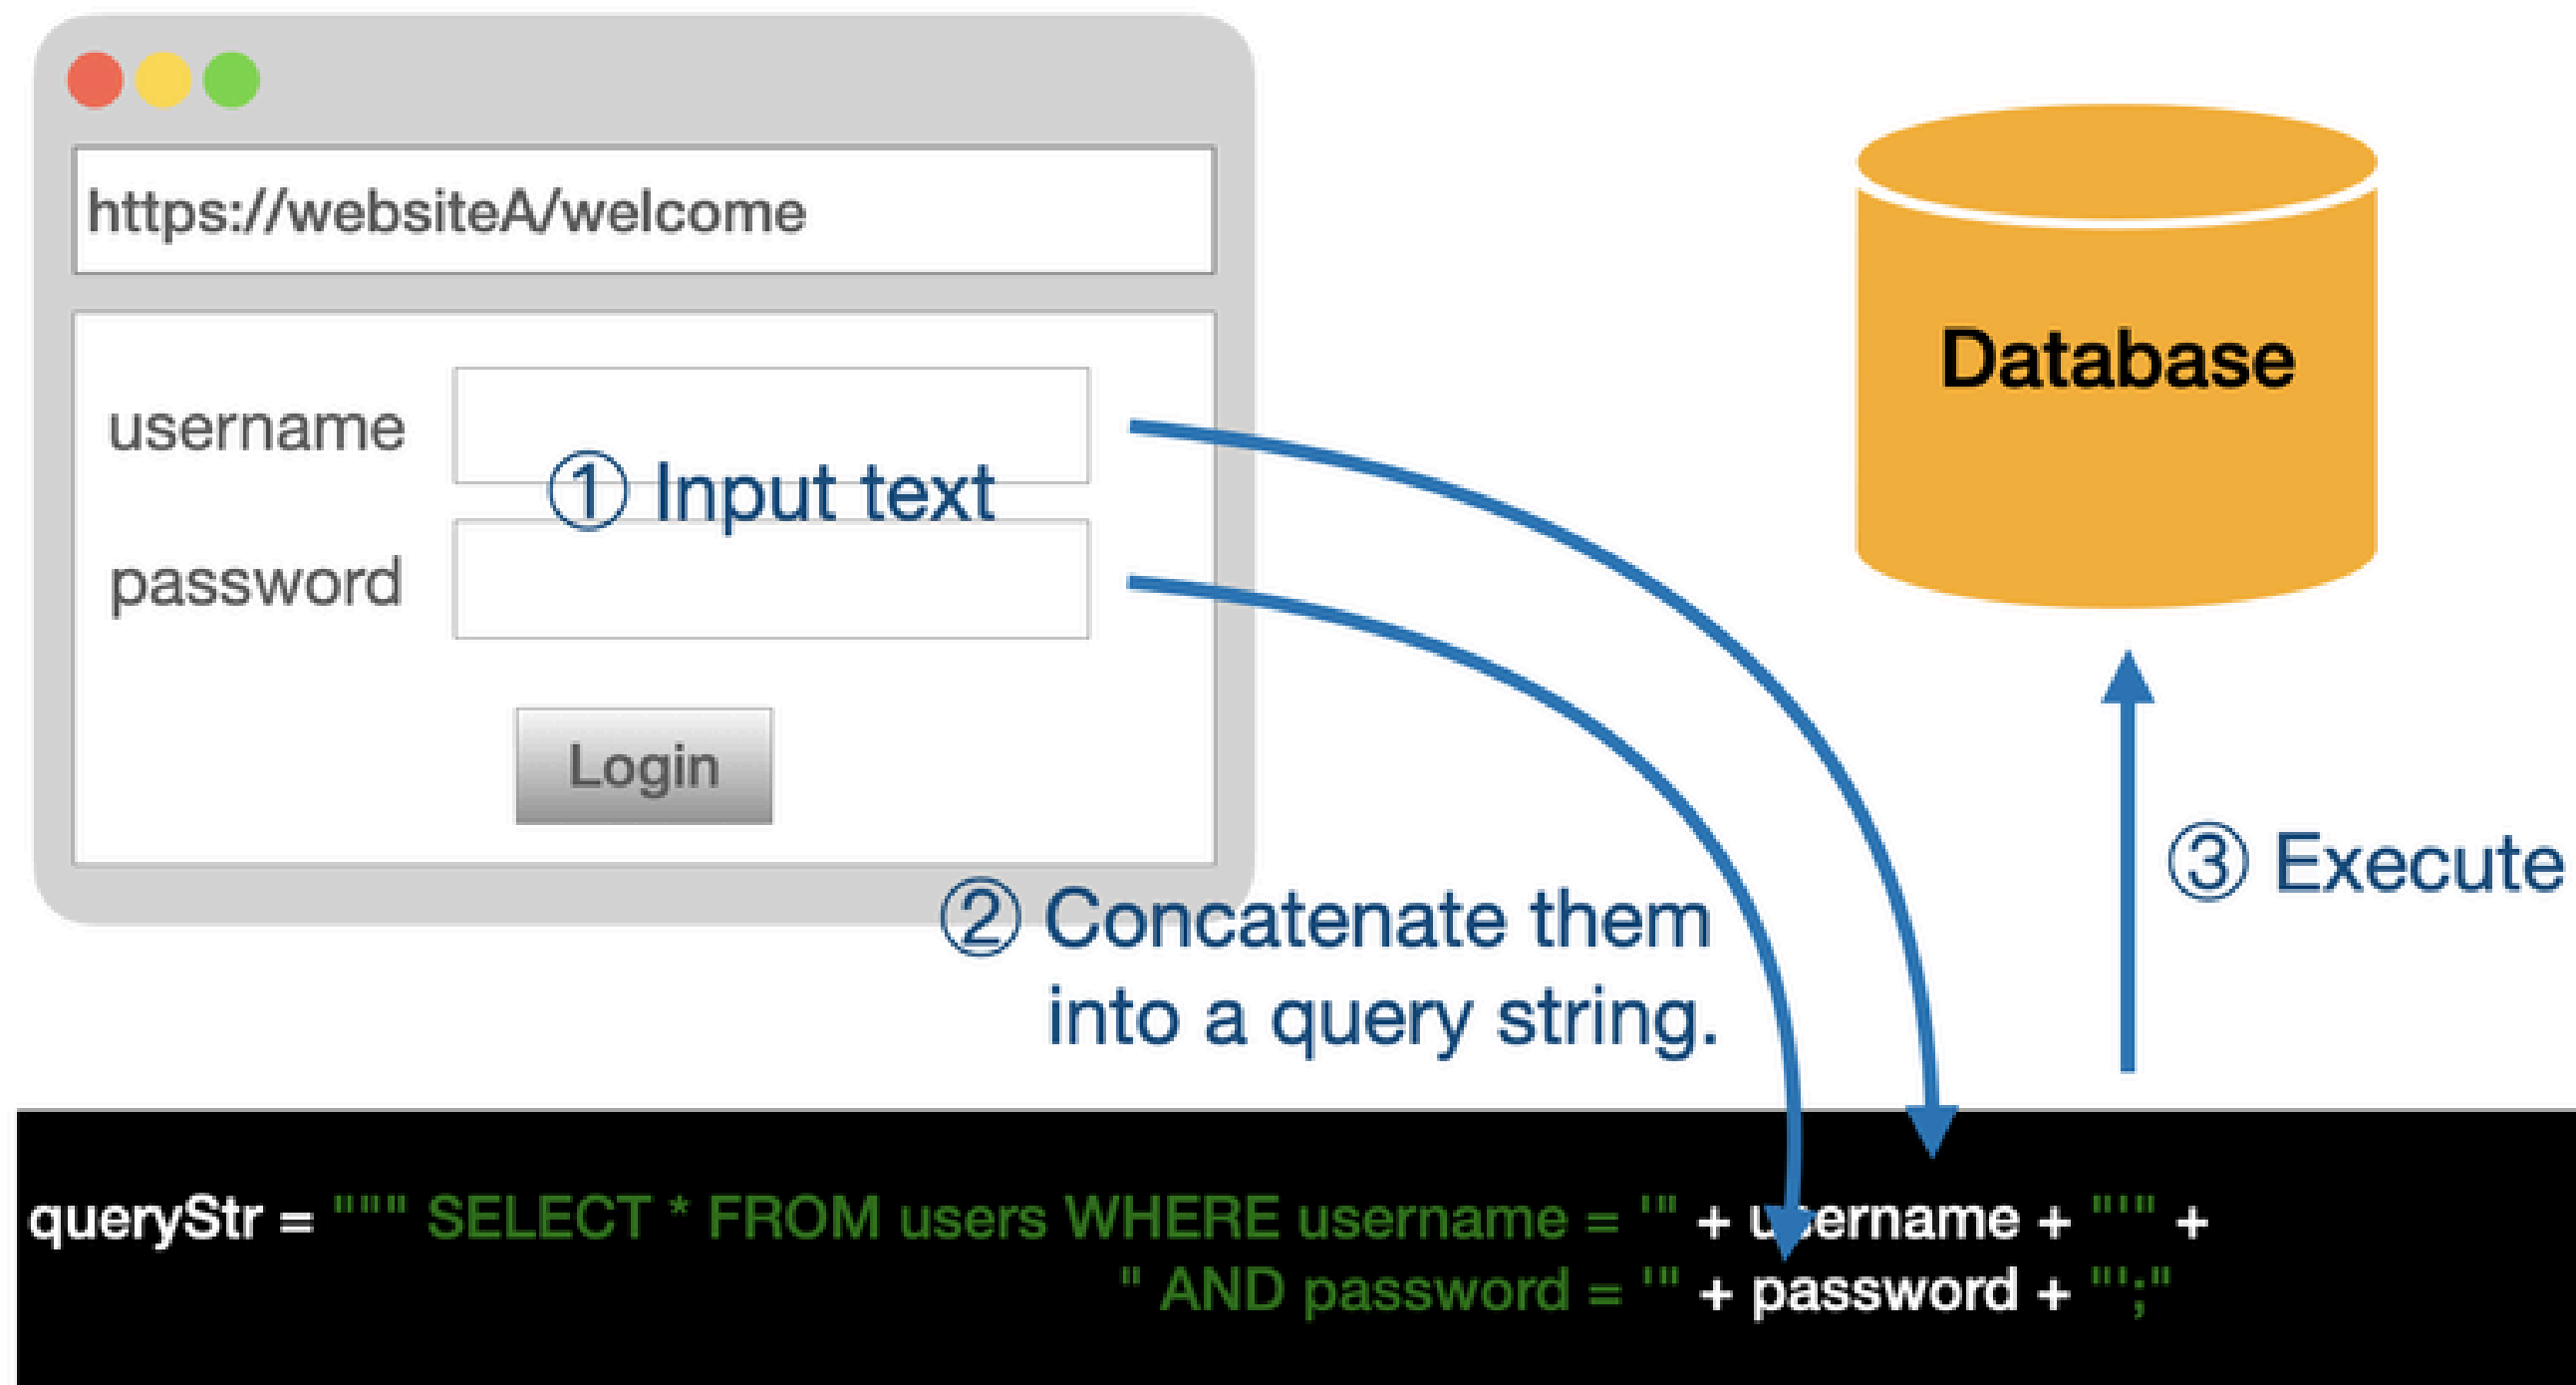 https://websiteA/welcome
username
① Input text
password
Login
Database
② Concatenate them
into a query string.
③ Execute
queryStr = """ SELECT * FROM users WHERE username = '" + username + "'" +
" AND password = '" + password + "';"